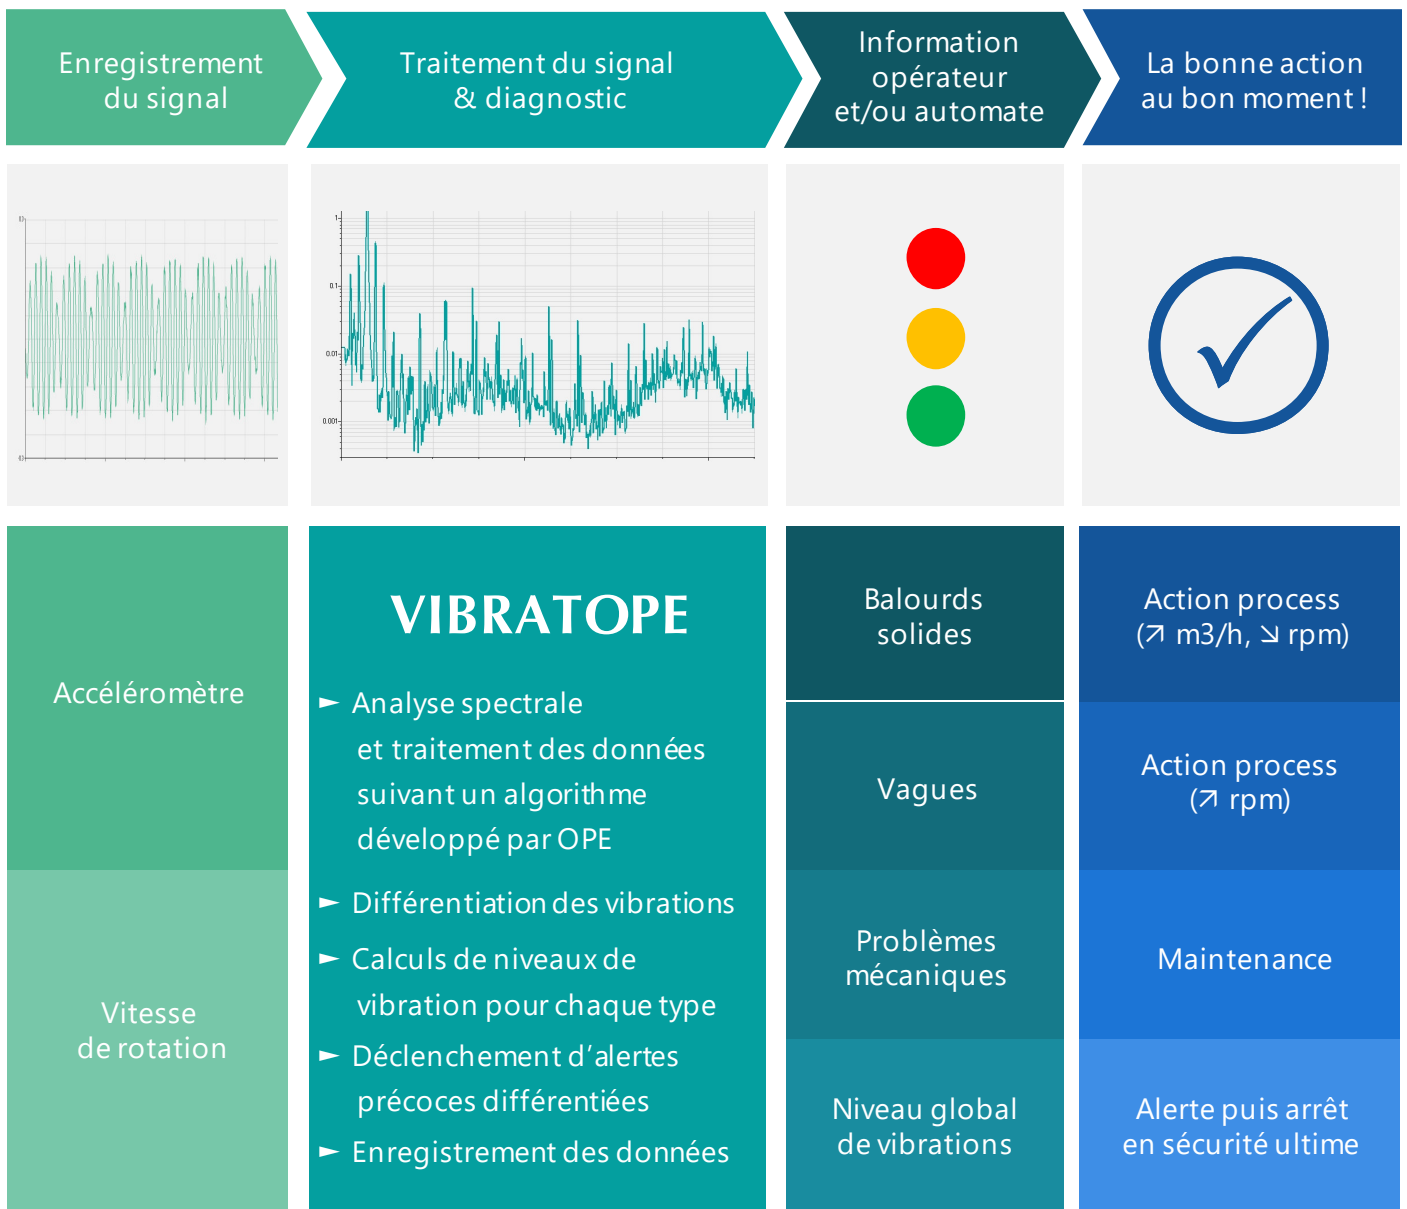 Enregistrement
du signal
Traitement du signal
& diagnostic
Information
opérateur
et/ou automate
La bonne action
au bon moment !
1
0.1
0.01
0.001
Accéléromètre
Vitesse
de rotation
VIBRATOPE
► Analyse spectrale
et traitement des données
suivant un algorithme
développé par OPE
► Différentiation des vibrations
► Calculs de niveaux de
vibration pour chaque type
► Déclenchement d’alertes
précoces différentiées
► Enregistrement des données
Balourds
solides
Vagues
Problèmes
mécaniques
Niveau global
de vibrations
Action process
(↗ m3/h, ↘ rpm)
Action process
(↗ rpm)
Maintenance
Alerte puis arrêt
en sécurité ultime